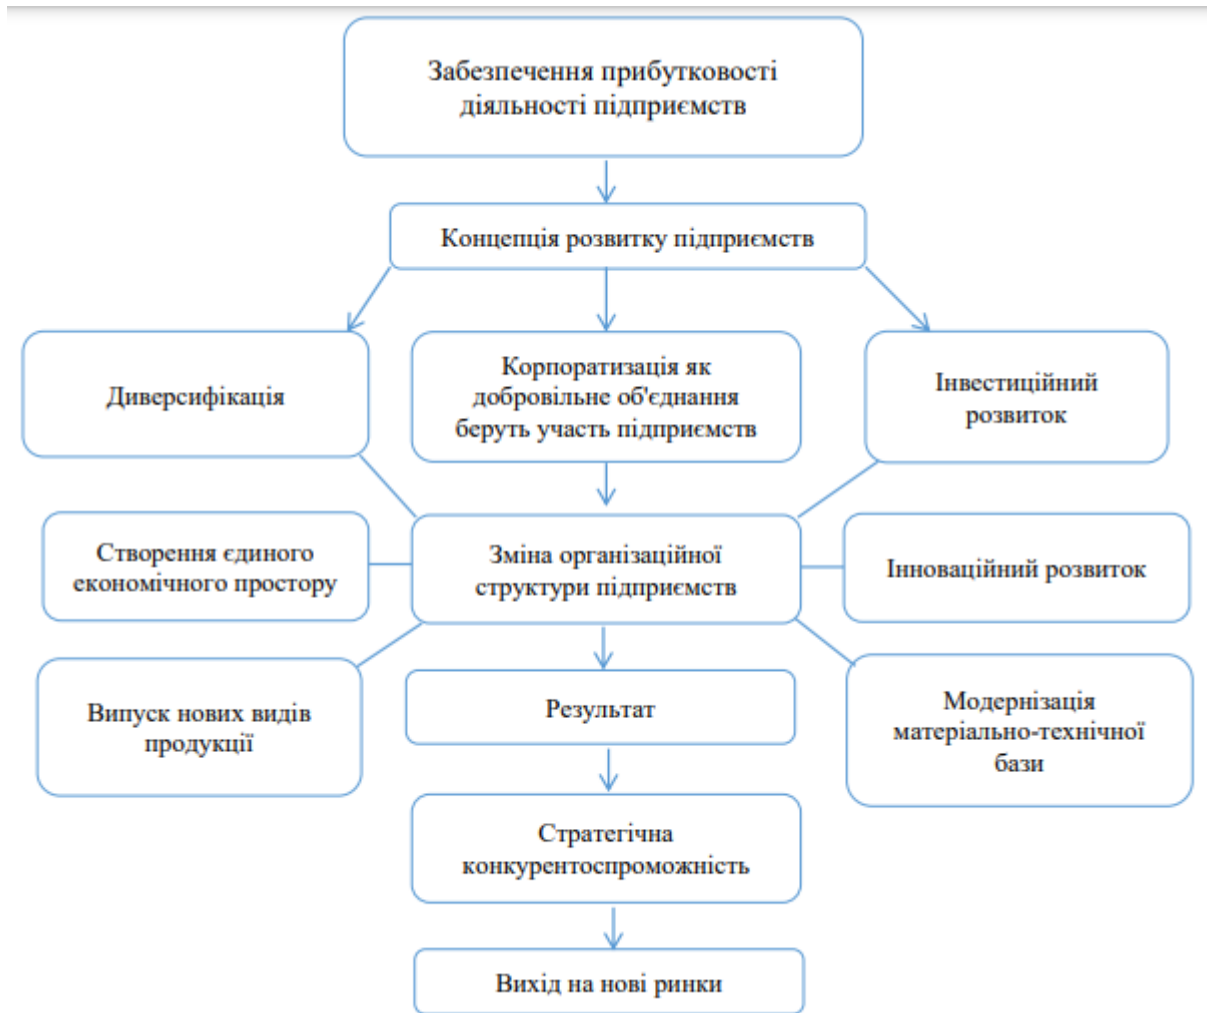 Забезпечення прибутковості
діяльності підприємств
Концепція розвитку підприємств
Диверсифікація
Корпоратизація як
добровільне об'єднання
беруть участь підприємств
Інвестиційний
розвиток
Створення єдиного
економічного простору
Зміна організаційної
структури підприємств
Інноваційний розвиток
Випуск нових видів
продукції
Результат
Модернізація
матеріально-технічної
бази
Стратегічна
конкурентоспроможність
Вихід на нові ринки